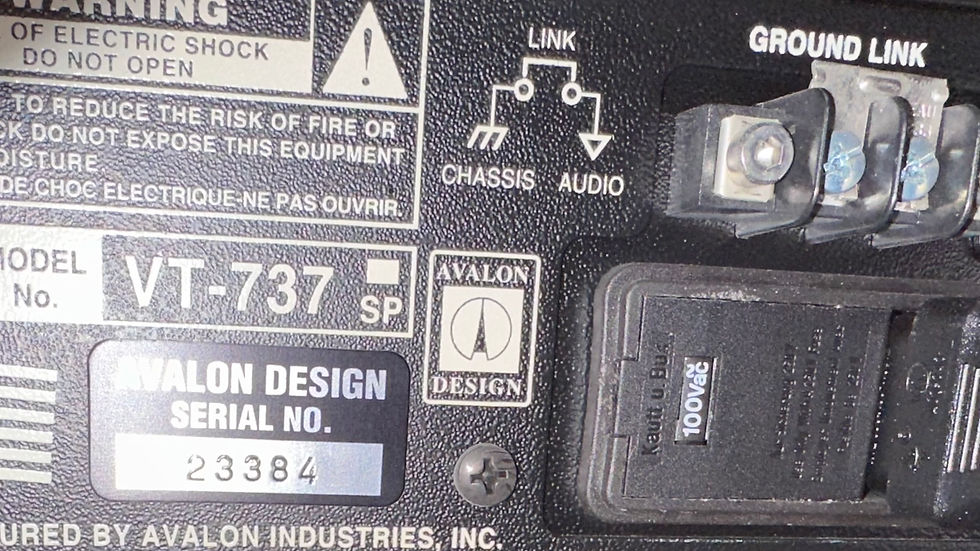 WARNING
OF ELECTRIC SHOCK
DO NOT OPEN
TO REDUCE THE RISK OF FIRE OR
CK DO NOT EXPOSE THIS EQUIPMENT
OISTURE
DE CHOC ELECTRIQUE-NE PAS OUVRIR.
LINK
CHASSIS AUDIO
GROUND LINK
MODEL
No.
VT-737 SP
AVALON
DESIGN
AVALON DESIGN
SERIAL NO.
23384
URED BY AVALON INDUSTRIES, INC.
100Vac